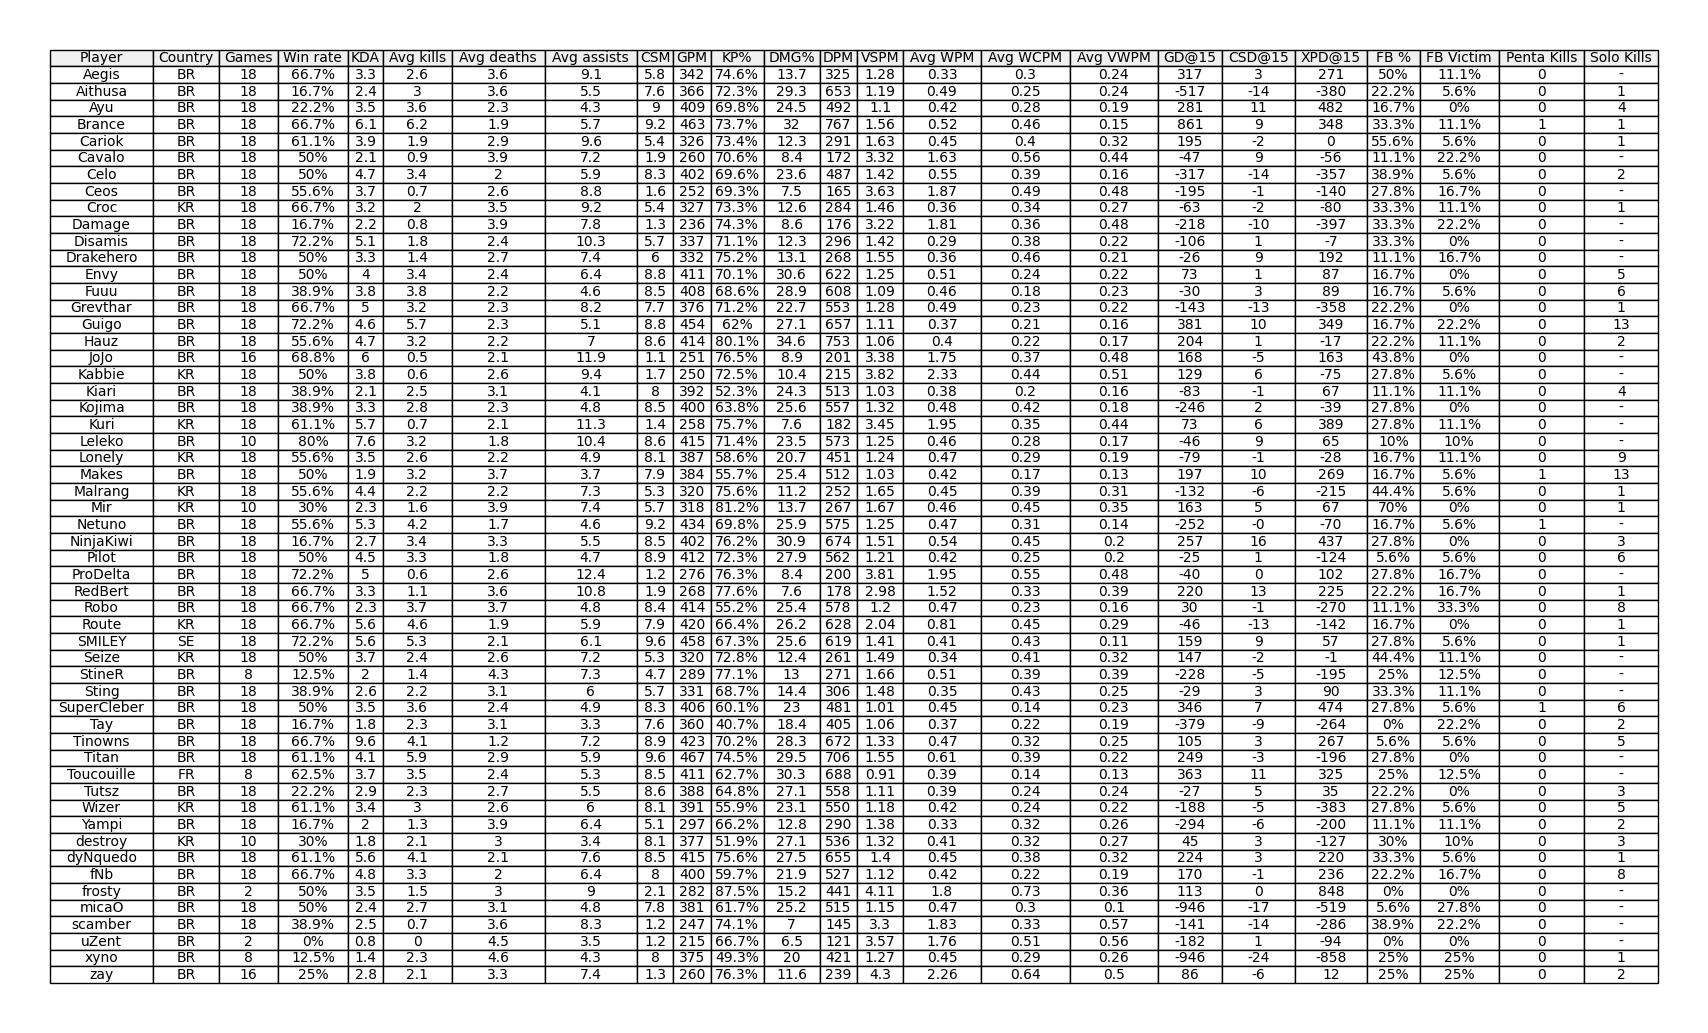 Player Country Games Win rate KDA Avg kills Avg deaths Avg assists CSM GPM KP% DMG% DPM VSPM Avg WPM Avg WCPM Avg VWPM GD@15 CSD@15 XPD@15 FB % FB Victim Penta Kills Solo Kills
Aegis BR 18 66.7% 3.3 2.6 3.6 9.1 5.8 342 74.6% 13.7 325 1.28 0.33 0.3 0.24 317 3 271 50% 11.1% 0 -
Aithusa BR 18 16.7% 2.4 3 3.6 5.5 7.6 366 72.3% 29.3 653 1.19 0.49 0.25 0.24 -517 -14 -380 22.2% 5.6% 0 1
Ayu BR 18 22.2% 3.5 3.6 2.3 4.3 9 409 69.8% 24.5 492 1.1 0.42 0.28 0.19 281 11 482 16.7% 0% 0 4
Brance BR 18 66.7% 6.1 6.2 1.9 5.7 9.2 463 73.7% 32 767 1.56 0.52 0.46 0.15 861 9 348 33.3% 11.1% 1 1
Cariok BR 18 61.1% 3.9 1.9 2.9 9.6 5.4 326 73.4% 12.3 291 1.63 0.45 0.4 0.32 195 -2 0 55.6% 5.6% 0 1
Cavalo BR 18 50% 2.1 0.9 3.9 7.2 1.9 260 70.6% 8.4 172 3.32 1.63 0.56 0.44 -47 9 -56 11.1% 22.2% 0 -
Celo BR 18 50% 4.7 3.4 2 5.9 8.3 402 69.6% 23.6 487 1.42 0.55 0.39 0.16 -317 -14 -357 38.9% 5.6% 0 2
Ceos BR 18 55.6% 3.7 0.7 2.6 8.8 1.6 252 69.3% 7.5 165 3.63 1.87 0.49 0.48 -195 -1 -140 27.8% 16.7% 0 -
Croc KR 18 66.7% 3.2 2 3.5 9.2 5.4 327 73.3% 12.6 284 1.46 0.36 0.34 0.27 -63 -2 -80 33.3% 11.1% 0 1
Damage BR 18 16.7% 2.2 0.8 3.9 7.8 1.3 236 74.3% 8.6 176 3.22 1.81 0.36 0.48 -218 -10 -397 33.3% 22.2% 0 -
Disamis BR 18 72.2% 5.1 1.8 2.4 10.3 5.7 337 71.1% 12.3 296 1.42 0.29 0.38 0.22 -106 1 -7 33.3% 0% 0 -
Drakehero BR 18 50% 3.3 1.4 2.7 7.4 6 332 75.2% 13.1 268 1.55 0.36 0.46 0.21 -26 9 192 11.1% 16.7% 0 -
Envy BR 18 50% 4 3.4 2.4 6.4 8.8 411 70.1% 30.6 622 1.25 0.51 0.24 0.22 73 1 87 16.7% 0% 0 5
Fuuu BR 18 38.9% 3.8 3.8 2.2 4.6 8.5 408 68.6% 28.9 608 1.09 0.46 0.18 0.23 -30 3 89 16.7% 5.6% 0 6
Grevthar BR 18 66.7% 5 3.2 2.3 8.2 7.7 376 71.2% 22.7 553 1.28 0.49 0.23 0.22 -143 -13 -358 22.2% 0% 0 1
Guigo BR 18 72.2% 4.6 5.7 2.3 5.1 8.8 454 62% 27.1 657 1.11 0.37 0.21 0.16 381 10 349 16.7% 22.2% 0 13
Hauz BR 18 55.6% 4.7 3.2 2.2 7 8.6 414 80.1% 34.6 753 1.06 0.4 0.22 0.17 204 1 -17 22.2% 11.1% 0 2
JoJo BR 16 68.8% 6 0.5 2.1 11.9 1.1 251 76.5% 8.9 201 3.38 1.75 0.37 0.48 168 -5 163 43.8% 0% 0 -
Kabbie KR 18 50% 3.8 0.6 2.6 9.4 1.7 250 72.5% 10.4 215 3.82 2.33 0.44 0.51 129 6 -75 27.8% 5.6% 0 -
Kiari BR 18 38.9% 2.1 2.5 3.1 4.1 8 392 52.3% 24.3 513 1.03 0.38 0.2 0.16 -83 -1 67 11.1% 11.1% 0 4
Kojima BR 18 38.9% 3.3 2.8 2.3 4.8 8.5 400 63.8% 25.6 557 1.32 0.48 0.42 0.18 -246 2 -39 27.8% 0% 0 -
Kuri KR 18 61.1% 5.7 0.7 2.1 11.3 1.4 258 75.7% 7.6 182 3.45 1.95 0.35 0.44 73 6 389 27.8% 11.1% 0 -
Leleko BR 10 80% 7.6 3.2 1.8 10.4 8.6 415 71.4% 23.5 573 1.25 0.46 0.28 0.17 -46 9 65 10% 10% 0 -
Lonely KR 18 55.6% 3.5 2.6 2.2 4.9 8.1 387 58.6% 20.7 451 1.24 0.47 0.29 0.19 -79 -1 -28 16.7% 11.1% 0 9
Makes BR 18 50% 1.9 3.2 3.7 3.7 7.9 384 55.7% 25.4 512 1.03 0.42 0.17 0.13 197 10 269 16.7% 5.6% 1 13
Malrang KR 18 55.6% 4.4 2.2 2.2 7.3 5.3 320 75.6% 11.2 252 1.65 0.45 0.39 0.31 -132 -6 -215 44.4% 5.6% 0 1
Mir KR 10 30% 2.3 1.6 3.9 7.4 5.7 318 81.2% 13.7 267 1.67 0.46 0.45 0.35 163 5 67 70% 0% 0 1
Netuno BR 18 55.6% 5.3 4.2 1.7 4.6 9.2 434 69.8% 25.9 575 1.25 0.47 0.31 0.14 -252 -0 -70 16.7% 5.6% 1 -
NinjaKiwi BR 18 16.7% 2.7 3.4 3.3 5.5 8.5 402 76.2% 30.9 674 1.51 0.54 0.45 0.2 257 16 437 27.8% 0% 0 3
Pilot BR 18 50% 4.5 3.3 1.8 4.7 8.9 412 72.3% 27.9 562 1.21 0.42 0.25 0.2 -25 1 -124 5.6% 5.6% 0 6
ProDelta BR 18 72.2% 5 0.6 2.6 12.4 1.2 276 76.3% 8.4 200 3.81 1.95 0.55 0.48 -40 0 102 27.8% 16.7% 0 -
RedBert BR 18 66.7% 3.3 1.1 3.6 10.8 1.9 268 77.6% 7.6 178 2.98 1.52 0.33 0.39 220 13 225 22.2% 16.7% 0 1
Robo BR 18 66.7% 2.3 3.7 3.7 4.8 8.4 414 55.2% 25.4 578 1.2 0.47 0.23 0.16 30 -1 -270 11.1% 33.3% 0 8
Route KR 18 66.7% 5.6 4.6 1.9 5.9 7.9 420 66.4% 26.2 628 2.04 0.81 0.45 0.29 -46 -13 -142 16.7% 0% 0 1
SMILEY SE 18 72.2% 5.6 5.3 2.1 6.1 9.6 458 67.3% 25.6 619 1.41 0.41 0.43 0.11 159 9 57 27.8% 5.6% 0 1
Seize KR 18 50% 3.7 2.4 2.6 7.2 5.3 320 72.8% 12.4 261 1.49 0.34 0.41 0.32 147 -2 -1 44.4% 11.1% 0 -
StineR BR 8 12.5% 2 1.4 4.3 7.3 4.7 289 77.1% 13 271 1.66 0.51 0.39 0.39 -228 -5 -195 25% 12.5% 0 -
Sting BR 18 38.9% 2.6 2.2 3.1 6 5.7 331 68.7% 14.4 306 1.48 0.35 0.43 0.25 -29 3 90 33.3% 11.1% 0 -
SuperCleber BR 18 50% 3.5 3.6 2.4 4.9 8.3 406 60.1% 23 481 1.01 0.45 0.14 0.23 346 7 474 27.8% 5.6% 1 6
Tay BR 18 16.7% 1.8 2.3 3.1 3.3 7.6 360 40.7% 18.4 405 1.06 0.37 0.22 0.19 -379 -9 -264 0% 22.2% 0 2
Tinowns BR 18 66.7% 9.6 4.1 1.2 7.2 8.9 423 70.2% 28.3 672 1.33 0.47 0.32 0.25 105 3 267 5.6% 5.6% 0 5
Titan BR 18 61.1% 4.1 5.9 2.9 5.9 9.6 467 74.5% 29.5 706 1.55 0.61 0.39 0.22 249 -3 -196 27.8% 0% 0 -
Toucouille FR 8 62.5% 3.7 3.5 2.4 5.3 8.5 411 62.7% 30.3 688 0.91 0.39 0.14 0.13 363 11 325 25% 12.5% 0 -
Tutsz BR 18 22.2% 2.9 2.3 2.7 5.5 8.6 388 64.8% 27.1 558 1.11 0.39 0.24 0.24 -27 5 35 22.2% 0% 0 3
Wizer KR 18 61.1% 3.4 3 2.6 6 8.1 391 55.9% 23.1 550 1.18 0.42 0.24 0.22 -188 -5 -383 27.8% 5.6% 0 5
Yampi BR 18 16.7% 2 1.3 3.9 6.4 5.1 297 66.2% 12.8 290 1.38 0.33 0.32 0.26 -294 -6 -200 11.1% 11.1% 0 2
destroy KR 10 30% 1.8 2.1 3 3.4 8.1 377 51.9% 27.1 536 1.32 0.41 0.32 0.27 45 3 -127 30% 10% 0 3
dyNquedo BR 18 61.1% 5.6 4.1 2.1 7.6 8.5 415 75.6% 27.5 655 1.4 0.45 0.38 0.32 224 3 220 33.3% 5.6% 0 1
fNb BR 18 66.7% 4.8 3.3 2 6.4 8 400 59.7% 21.9 527 1.12 0.42 0.22 0.19 170 -1 236 22.2% 16.7% 0 8
frosty BR 2 50% 3.5 1.5 3 9 2.1 282 87.5% 15.2 441 4.11 1.8 0.73 0.36 113 0 848 0% 0% 0 -
micaO BR 18 50% 2.4 2.7 3.1 4.8 7.8 381 61.7% 25.2 515 1.15 0.47 0.3 0.1 -946 -17 -519 5.6% 27.8% 0 -
scamber BR 18 38.9% 2.5 0.7 3.6 8.3 1.2 247 74.1% 7 145 3.3 1.83 0.33 0.57 -141 -14 -286 38.9% 22.2% 0 -
uZent BR 2 0% 0.8 0 4.5 3.5 1.2 215 66.7% 6.5 121 3.57 1.76 0.51 0.56 -182 1 -94 0% 0% 0 -
xyno BR 8 12.5% 1.4 2.3 4.6 4.3 8 375 49.3% 20 421 1.27 0.45 0.29 0.26 -946 -24 -858 25% 25% 0 1
zay BR 16 25% 2.8 2.1 3.3 7.4 1.3 260 76.3% 11.6 239 4.3 2.26 0.64 0.5 86 -6 12 25% 25% 0 2